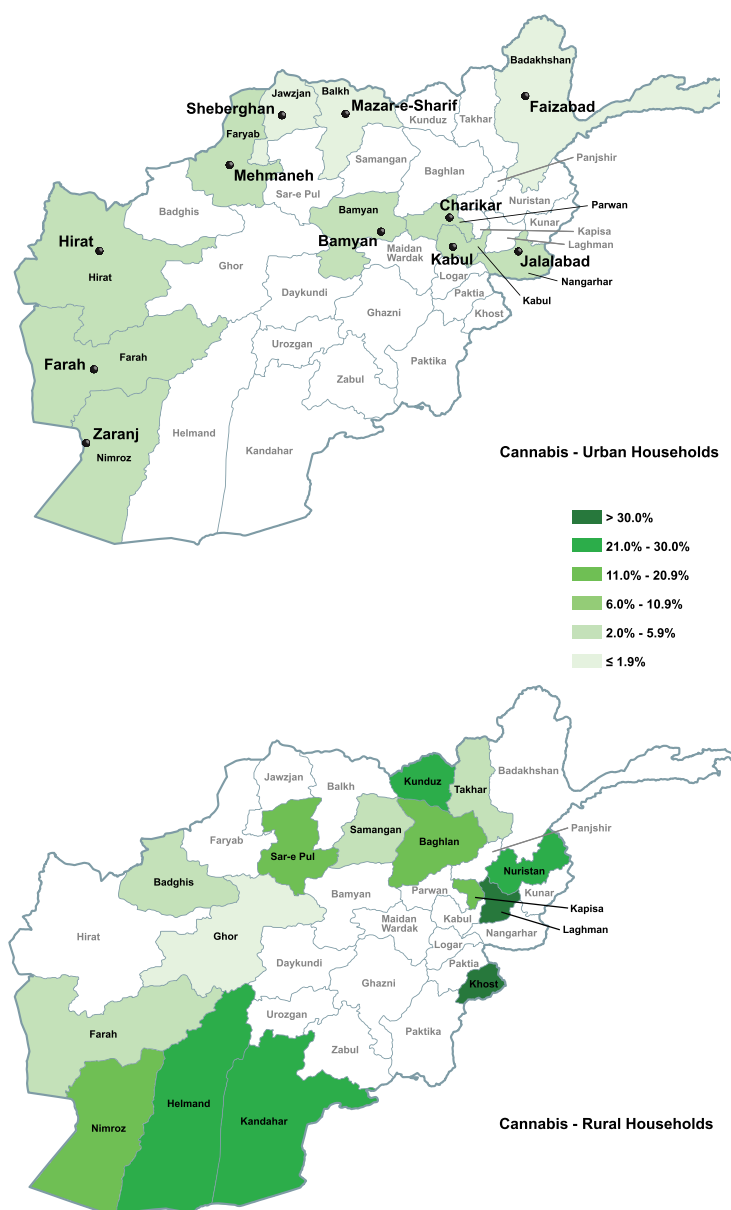 Badakhshan
Jawzjan
Balkh
Sheberghan
Mazar-e-Sharif
Faizabad
Kunduz
Takhar
Faryab
Samangan
Baghlan
Panjshir
Mehmaneh
Sar-e Pul
Nuristan
Charikar
Parwan
Badghis
Bamyan
Kunar
Kapisa
Hirat
Bamyan
Maidan
Wardak
Laghman
Kabul
Jalalabad
Ghor
Hirat
Logar
Nangarhar
Daykundi
Paktia
Kabul
Ghazni
Khost
Urozgan
Farah
Farah
Paktika
Zabul
Zaranj
Helmand
Kandahar
Nimroz
Cannabis - Urban Households
> 30.0%
21.0% - 30.0%
11.0% - 20.9%
6.0% - 10.9%
2.0% - 5.9%
≤ 1.9%
Jawzjan
Balkh
Kunduz
Takhar
Badakhshan
Faryab
Samangan
Panjshir
Sar-e Pul
Baghlan
Nuristan
Badghis
Bamyan
Parwan
Kunar
Kapisa
Maidan
Wardak
Kabul
Laghman
Hirat
Ghor
Nangarhar
Logar
Daykundi
Paktia
Ghazni
Khost
Urozgan
Farah
Paktika
Zabul
Helmand
Kandahar
Nimroz
Cannabis - Rural Households